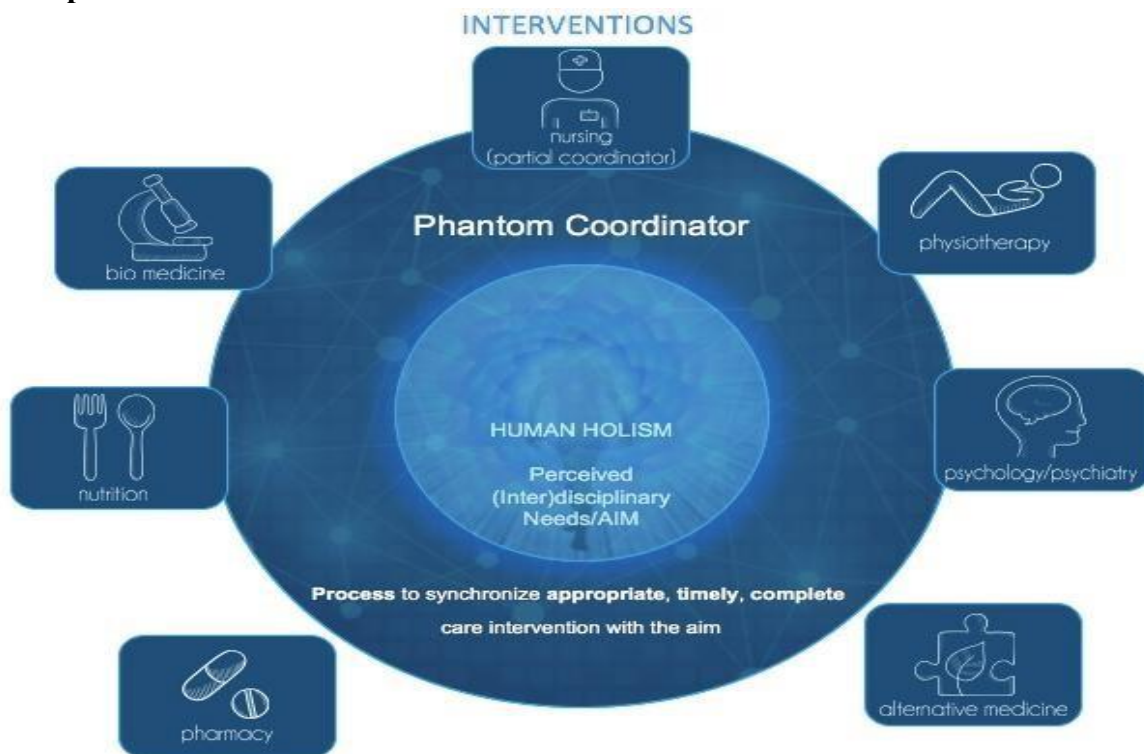 INTERVENTIONS
nursing
(partial coordinator)
bio medicine
physiotherapy
Phantom Coordinator
nutrition
psychology/psychiatry
HUMAN HOLISM
Perceived
(Inter)disciplinary
Needs/AIM
Process to synchronize appropriate, timely, complete
care intervention with the aim
pharmacy
alternative medicine